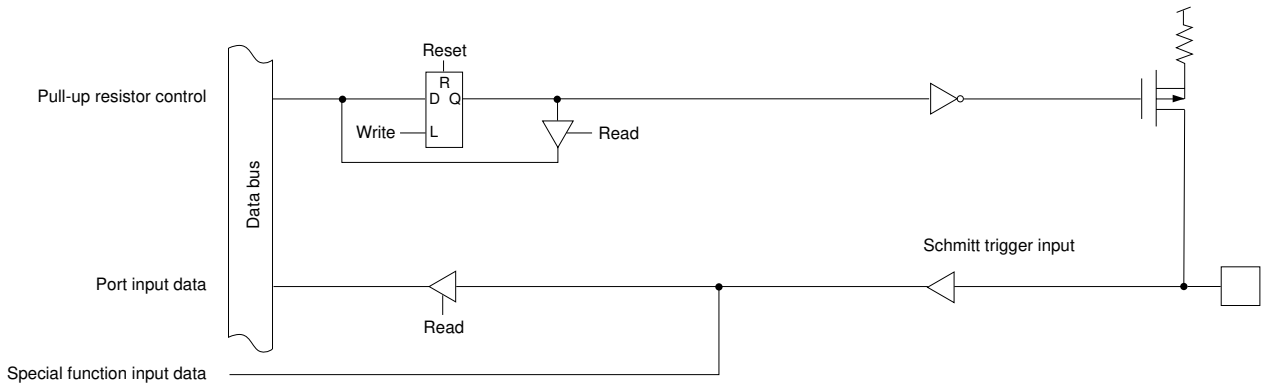 Reset
Pull-up resistor control
R
D Q
Write
L
Read
Data bus
Schmitt trigger input
Port input data
Read
Special function input data